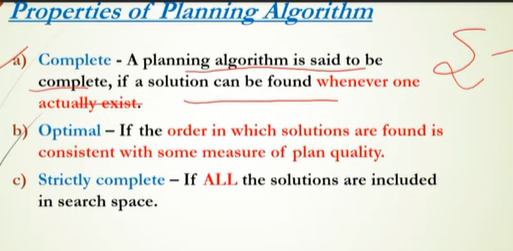 Properties of Planning Algorithm
a) Complete - A planning algorithm is said to be
complete, if a solution can be found whenever one
actually exist.
b) Optimal – If the order in which solutions are found is
consistent with some measure of plan quality.
c) Strictly complete – If ALL the solutions are included
in search space.